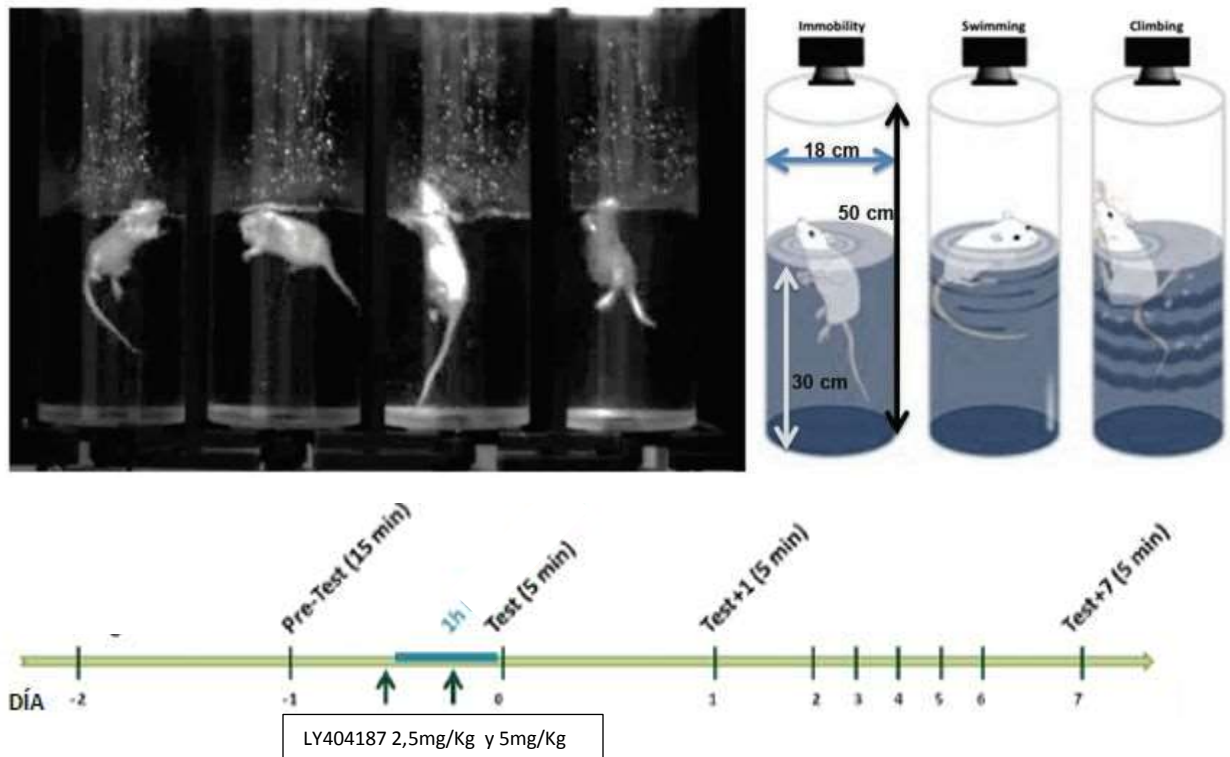 Immobility
Swimming
Climbing
18 cm
50 cm
30 cm
Pre-Test (15 min)
1h
Test (5 min)
Test+1 (5 min)
Test+7 (5 min)
DÍA -2 -1 0 1 2 3 4 5 6 7
LY404187 2,5mg/Kg y 5mg/Kg